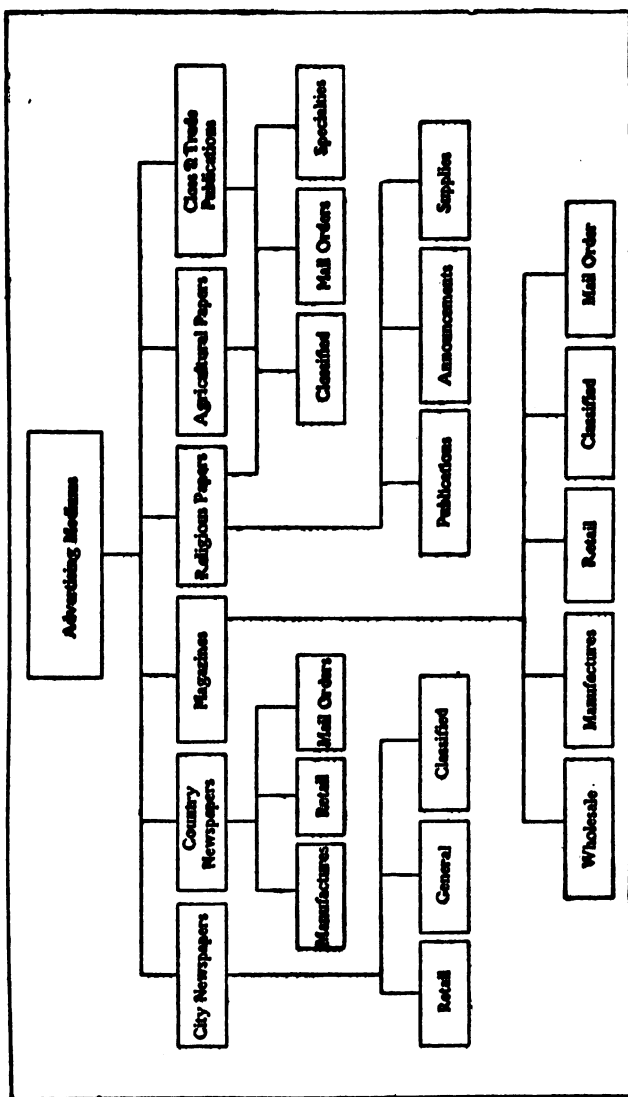 Advertising Mediums
City Newspapers
Country
Newspapers
Magazines
Religious Papers
Agricultural Papers
Class & Trade
Publications
Manufactures
Retail
Mail Orders
Classified
Mail Orders
Specialties
Retail
General
Classified
Publications
Announcements
Supplies
Wholesale
Manufactures
Retail
Classified
Mail Order